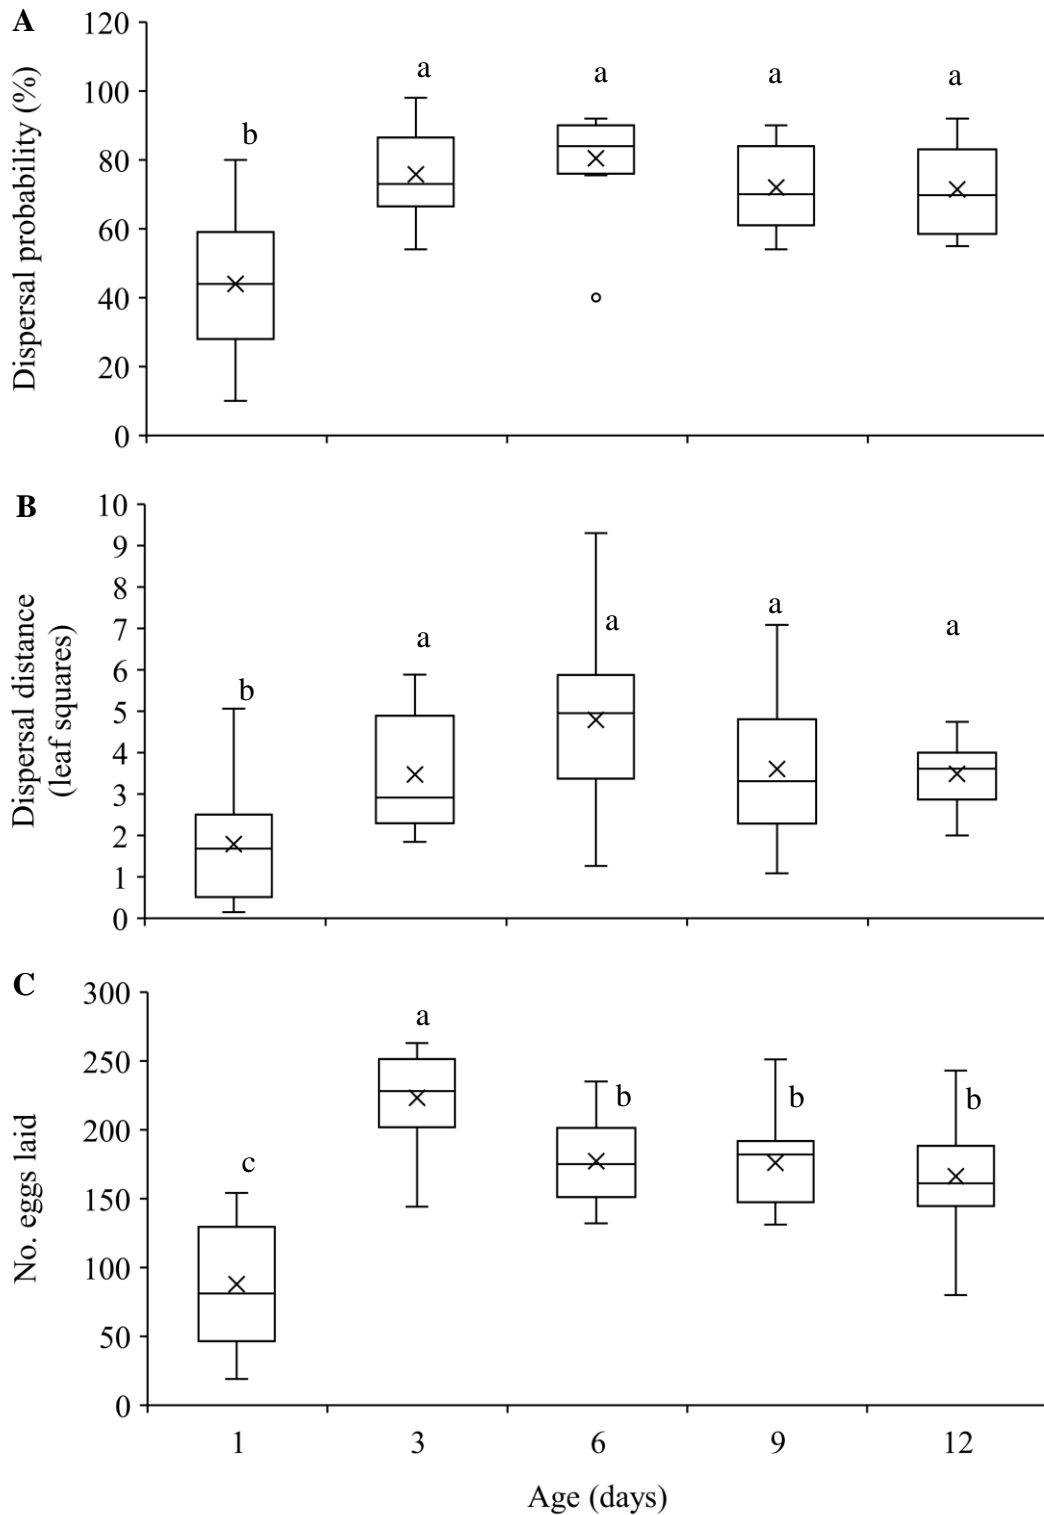 A
Dispersal probability (%)
120
100
80
60
40
20
0
b
a
a
a
a
B
Dispersal distance
(leaf squares)
10
9
8
7
6
5
4
3
2
1
0
b
a
a
a
a
C
No. eggs laid
300
250
200
150
100
50
0
c
a
b
b
b
1 3 6 9 12
Age (days)